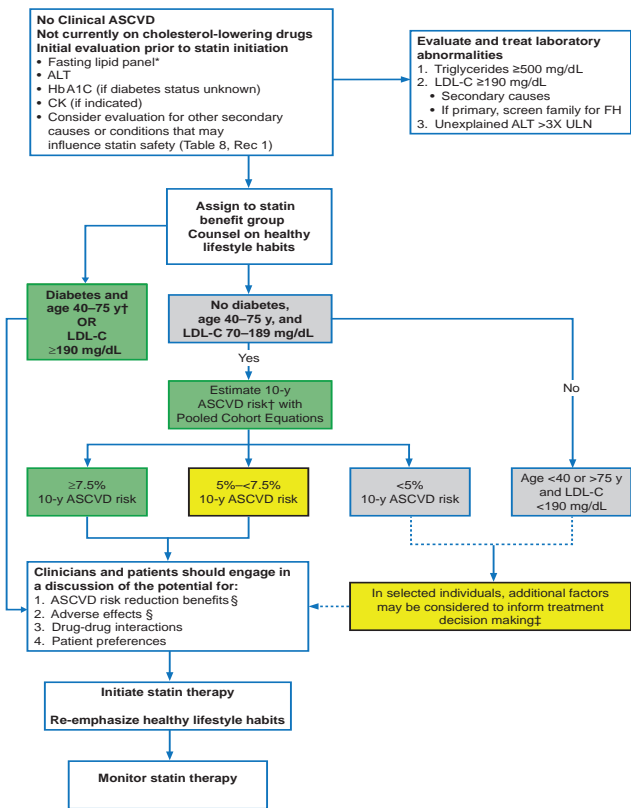 No Clinical ASCVD
Not currently on cholesterol-lowering drugs
Initial evaluation prior to statin initiation
• Fasting lipid panel*
• ALT
• HbA1C (if diabetes status unknown)
• CK (if indicated)
• Consider evaluation for other secondary
causes or conditions that may
influence statin safety (Table 8, Rec 1)
Evaluate and treat laboratory
abnormalities
1. Triglycerides ≥500 mg/dL
2. LDL-C ≥190 mg/dL
• Secondary causes
• If primary, screen family for FH
3. Unexplained ALT >3X ULN
Assign to statin
benefit group
Counsel on healthy
lifestyle habits
Diabetes and
age 40–75 y†
OR
LDL-C
≥190 mg/dL
No diabetes,
age 40–75 y, and
LDL-C 70–189 mg/dL
Yes
No
Estimate 10-y
ASCVD risk† with
Pooled Cohort Equations
≥7.5%
10-y ASCVD risk
5%–<7.5%
10-y ASCVD risk
<5%
10-y ASCVD risk
Age <40 or >75 y
and LDL-C
<190 mg/dL
Clinicians and patients should engage in
a discussion of the potential for:
1. ASCVD risk reduction benefits §
2. Adverse effects §
3. Drug-drug interactions
4. Patient preferences
In selected individuals, additional factors
may be considered to inform treatment
decision making‡
Initiate statin therapy
Re-emphasize healthy lifestyle habits
Monitor statin therapy